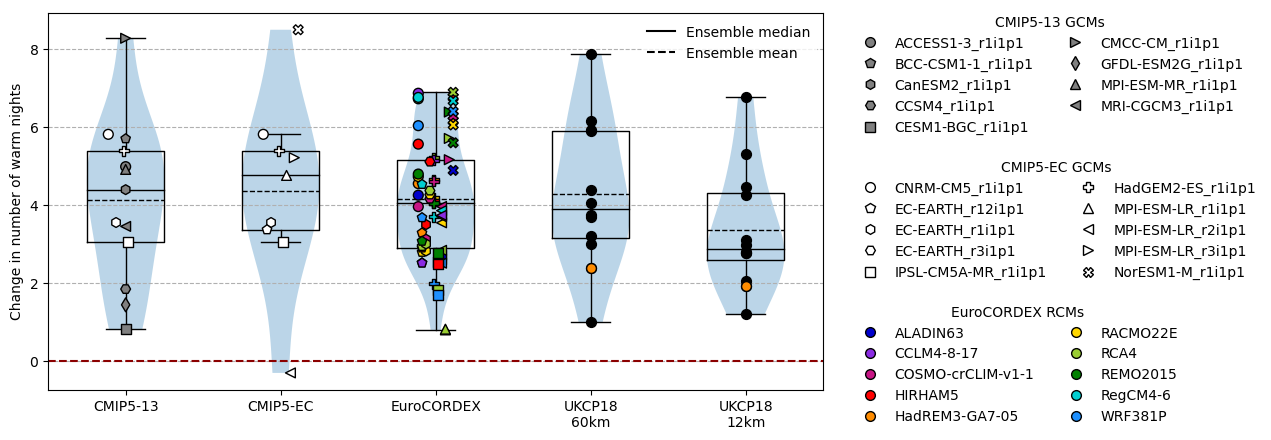 Change in number of warm nights
8
6
4
2
0
Ensemble median
Ensemble mean
CMIP5-13
CMIP5-EC
EuroCORDEX
UKCP18
60km
UKCP18
12km
CMIP5-13 GCMs
ACCESS1-3_r1i1p1
BCC-CSM1-1_r1i1p1
CanESM2_r1i1p1
CCSM4_r1i1p1
CESM1-BGC_r1i1p1
CMCC-CM_r1i1p1
GFDL-ESM2G_r1i1p1
MPI-ESM-MR_r1i1p1
MRI-CGCM3_r1i1p1
CMIP5-EC GCMs
CNRM-CM5_r1i1p1
EC-EARTH_r12i1p1
EC-EARTH_r1i1p1
EC-EARTH_r3i1p1
IPSL-CM5A-MR_r1i1p1
HadGEM2-ES_r1i1p1
MPI-ESM-LR_r1i1p1
MPI-ESM-LR_r2i1p1
MPI-ESM-LR_r3i1p1
NorESM1-M_r1i1p1
EuroCORDEX RCMs
ALADIN63
CCLM4-8-17
COSMO-crCLIM-v1-1
HIRHAM5
HadREM3-GA7-05
RACMO22E
RCA4
REMO2015
RegCM4-6
WRF381P